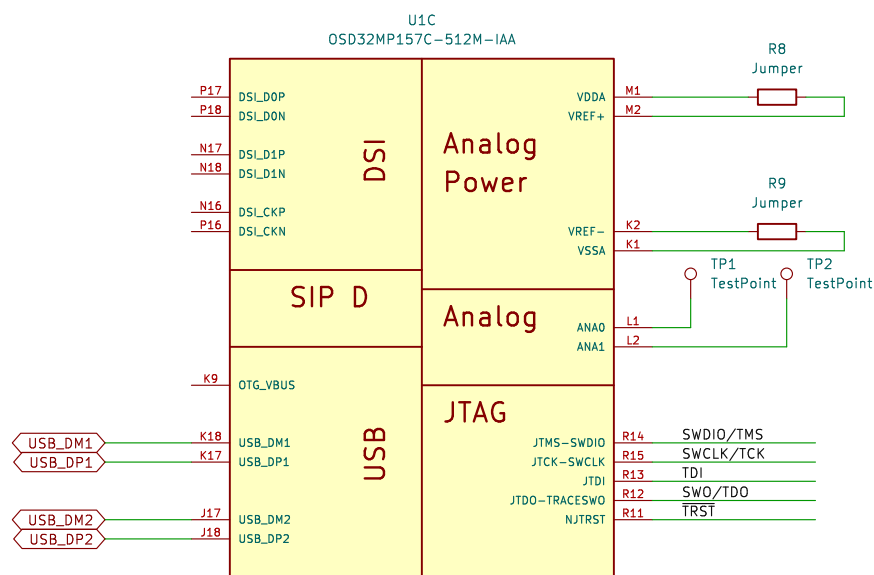 U1C
OSD32MP157C-512M-IAA
R8
Jumper
P17 DSI_D0P
P18 DSI_D0N
N17 DSI_D1P
N18 DSI_D1N
N16 DSI_CKP
P16 DSI_CKN
DSI
Analog
Power
VDDA M1
VREF+ M2
R9
Jumper
VREF- K2
VSSA K1
SIP D
Analog
TP1
TestPoint
TP2
TestPoint
ANA0 L1
ANA1 L2
K9 OTG_VBUS
USB_DM1 K18 USB_DM1
USB_DP1 K17 USB_DP1
USB_DM2 J17 USB_DM2
USB_DP2 J18 USB_DP2
USB
JTAG
JTMS-SWDIO R14 SWDIO/TMS
JTCK-SWCLK R15 SWCLK/TCK
JTDI R13 TDI
JTDO-TRACESWO R12 SWO/TDO
NJTRST R11 TRST